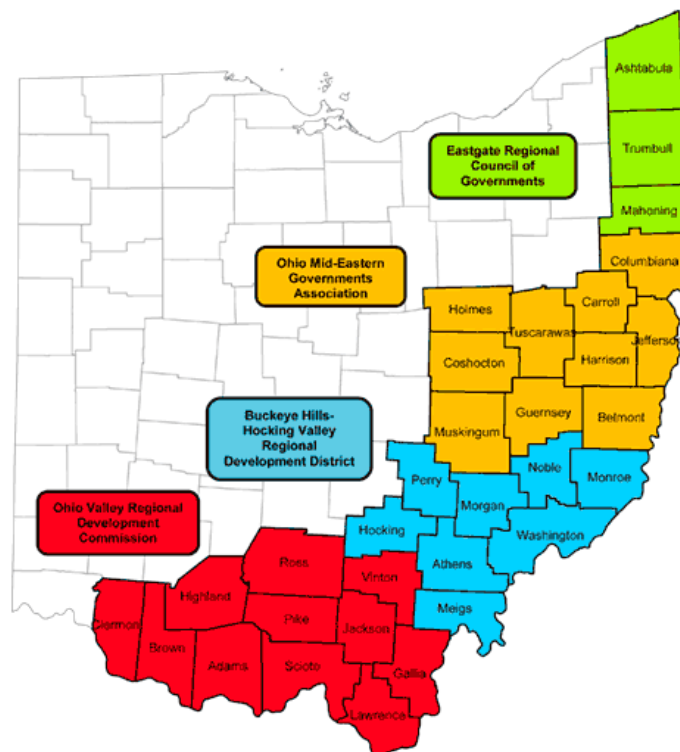 Ashtabula
Eastgate Regional
Council of
Governments
Trumbull
Mahoning
Ohio Mid-Eastern
Governments
Association
Columbiana
Holmes
Carroll
Tuscarawas
Jefferson
Coshocton
Harrison
Buckeye Hills-
Hocking Valley
Regional
Development District
Guernsey
Belmont
Muskingum
Noble
Monroe
Perry
Morgan
Ohio Valley Regional
Development
Commission
Hocking
Washington
Ross
Athens
Vinton
Highland
Meigs
Pike
Clermon
Jackson
Brown
Adams
Scioto
Gallia
Lawrence